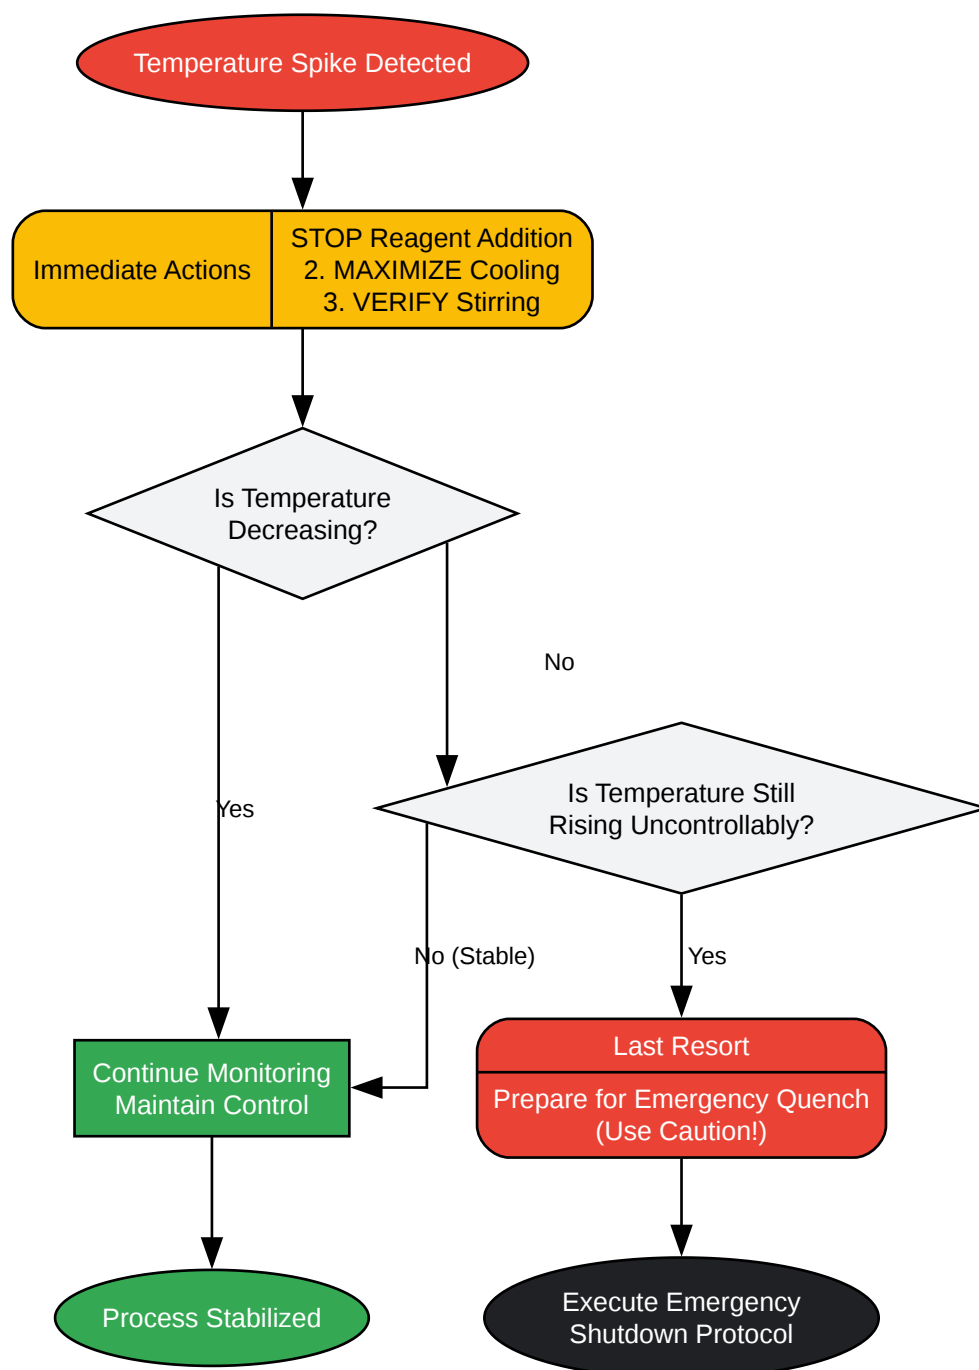 Temperature Spike Detected
Immediate Actions
STOP Reagent Addition
2. MAXIMIZE Cooling
3. VERIFY Stirring
Is Temperature
Decreasing?
No
Is Temperature Still
Rising Uncontrollably?
Yes
No (Stable)
Yes
Last Resort
Prepare for Emergency Quench
(Use Caution!)
Continue Monitoring
Maintain Control
Process Stabilized
Execute Emergency
Shutdown Protocol